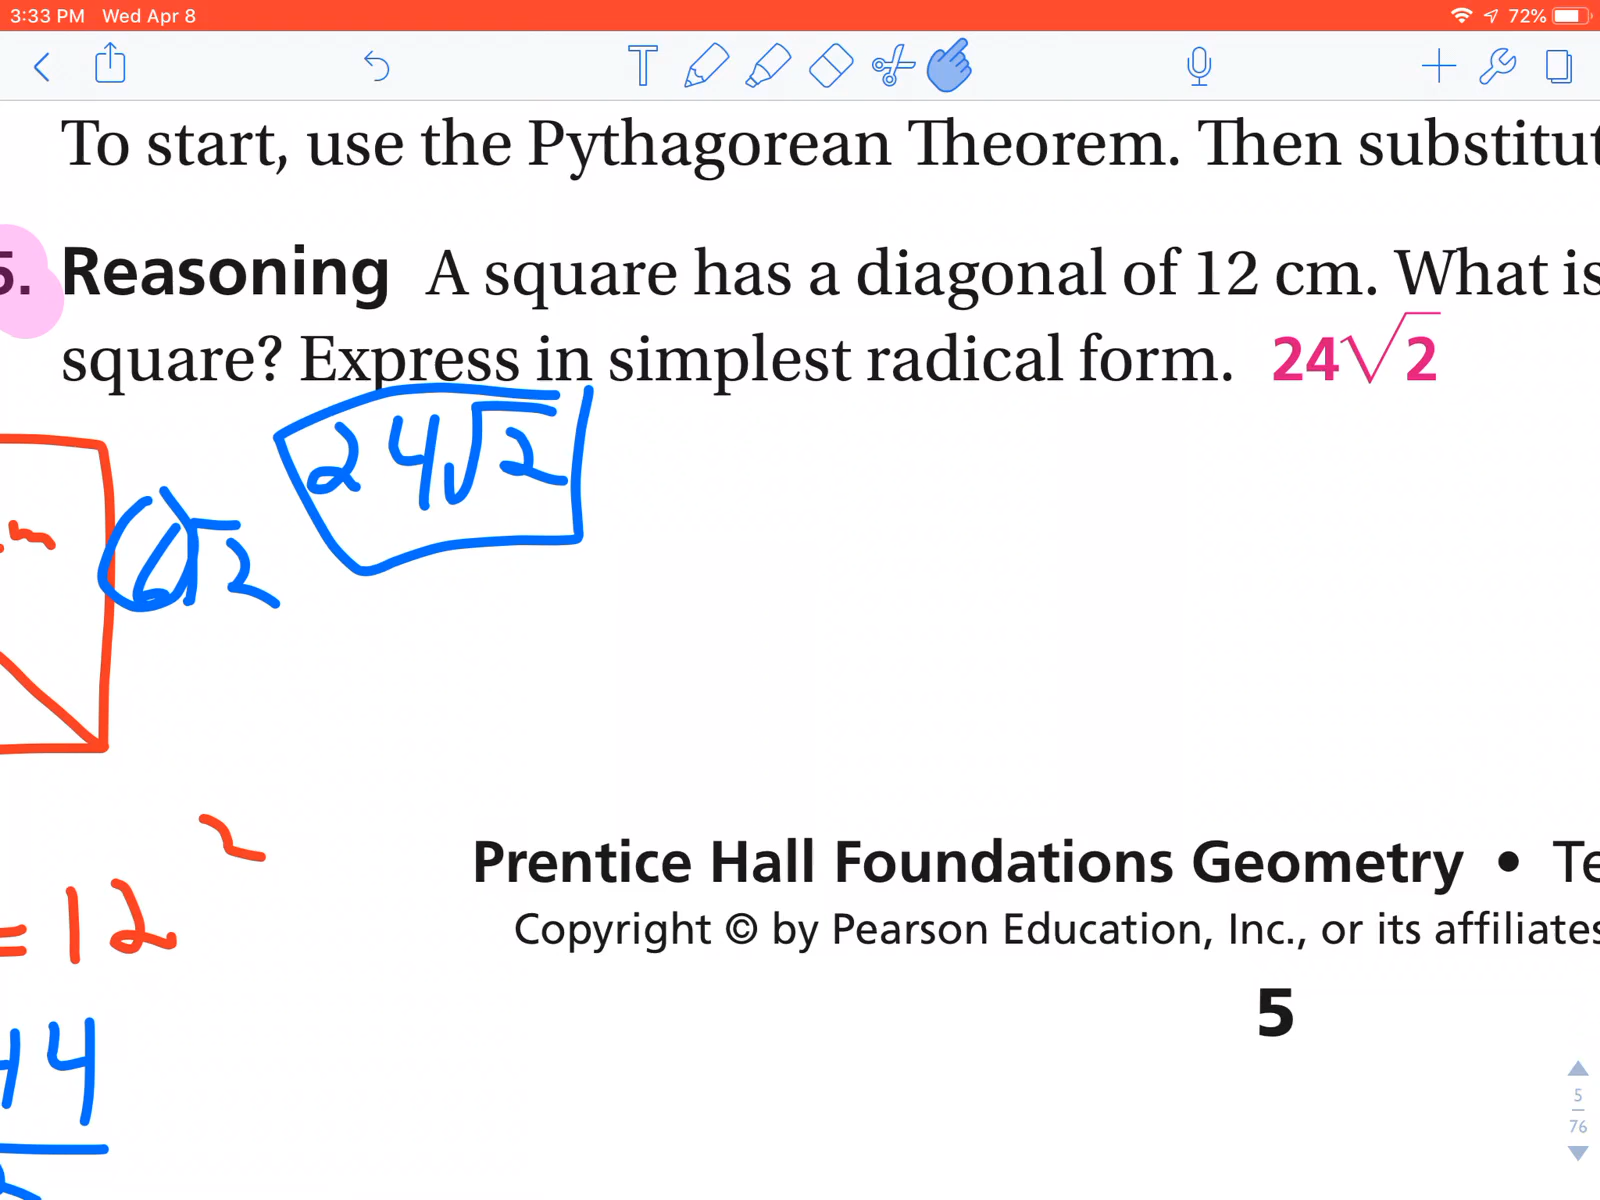 3:33 PM Wed Apr 8 72%
T
To start, use the Pythagorean Theorem. Then substitut
5. Reasoning A square has a diagonal of 12 cm. What is
square? Express in simplest radical form. 24√2
24√2
m
6√2
2
= 12
44
Prentice Hall Foundations Geometry • Te
Copyright © by Pearson Education, Inc., or its affiliates
5
5
76